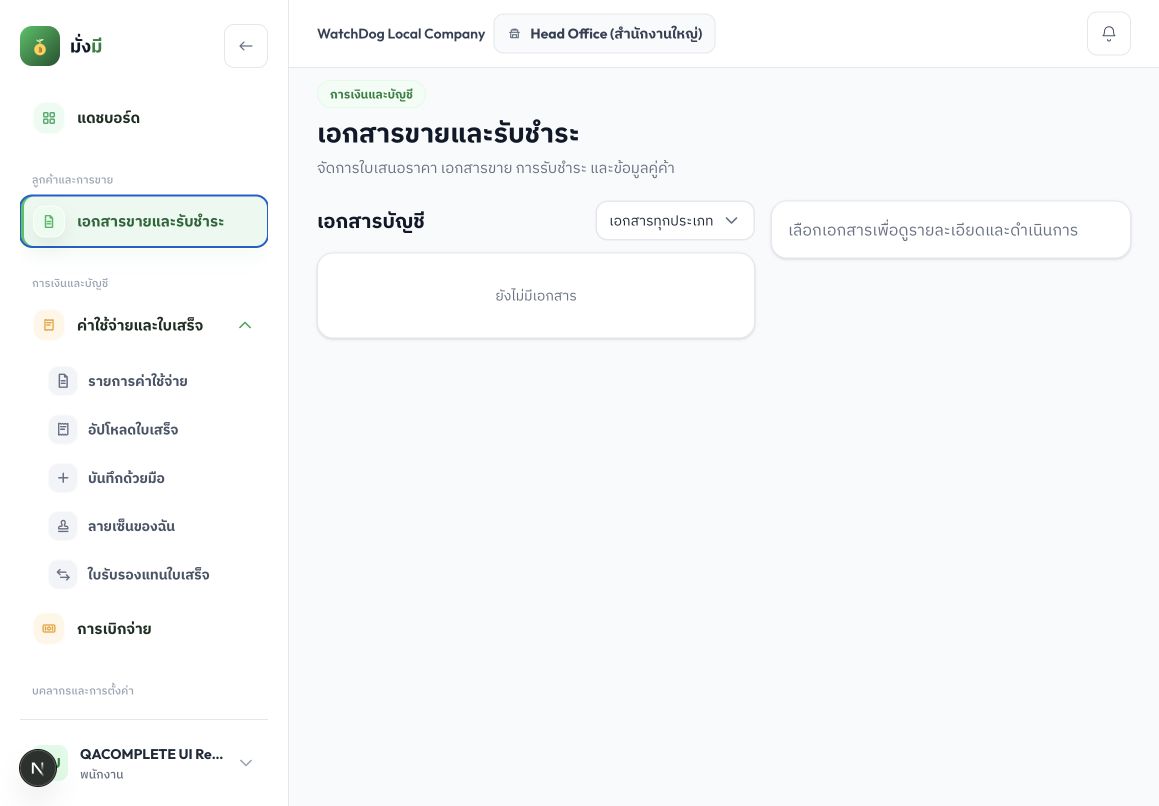 มั่งมี
แดชบอร์ด
ลูกค้าและการขาย
เอกสารขายและรับชำระ
การเงินและบัญชี
ค่าใช้จ่ายและใบเสร็จ
รายการค่าใช้จ่าย
อัปโหลดใบเสร็จ
บันทึกด้วยมือ
ลายเซ็นของฉัน
ใบรับรองแทนใบเสร็จ
การเบิกจ่าย
บุคลากรและการตั้งค่า
QACOMPLETE UI Re...
พนักงาน
N
WatchDog Local Company
Head Office (สำนักงานใหญ่)
การเงินและบัญชี
เอกสารขายและรับชำระ
จัดการใบเสนอราคา เอกสารขาย การรับชำระ และข้อมูลคู่ค้า
เอกสารบัญชี
เอกสารทุกประเภท
ยังไม่มีเอกสาร
เลือกเอกสารเพื่อดูรายละเอียดและดำเนินการ